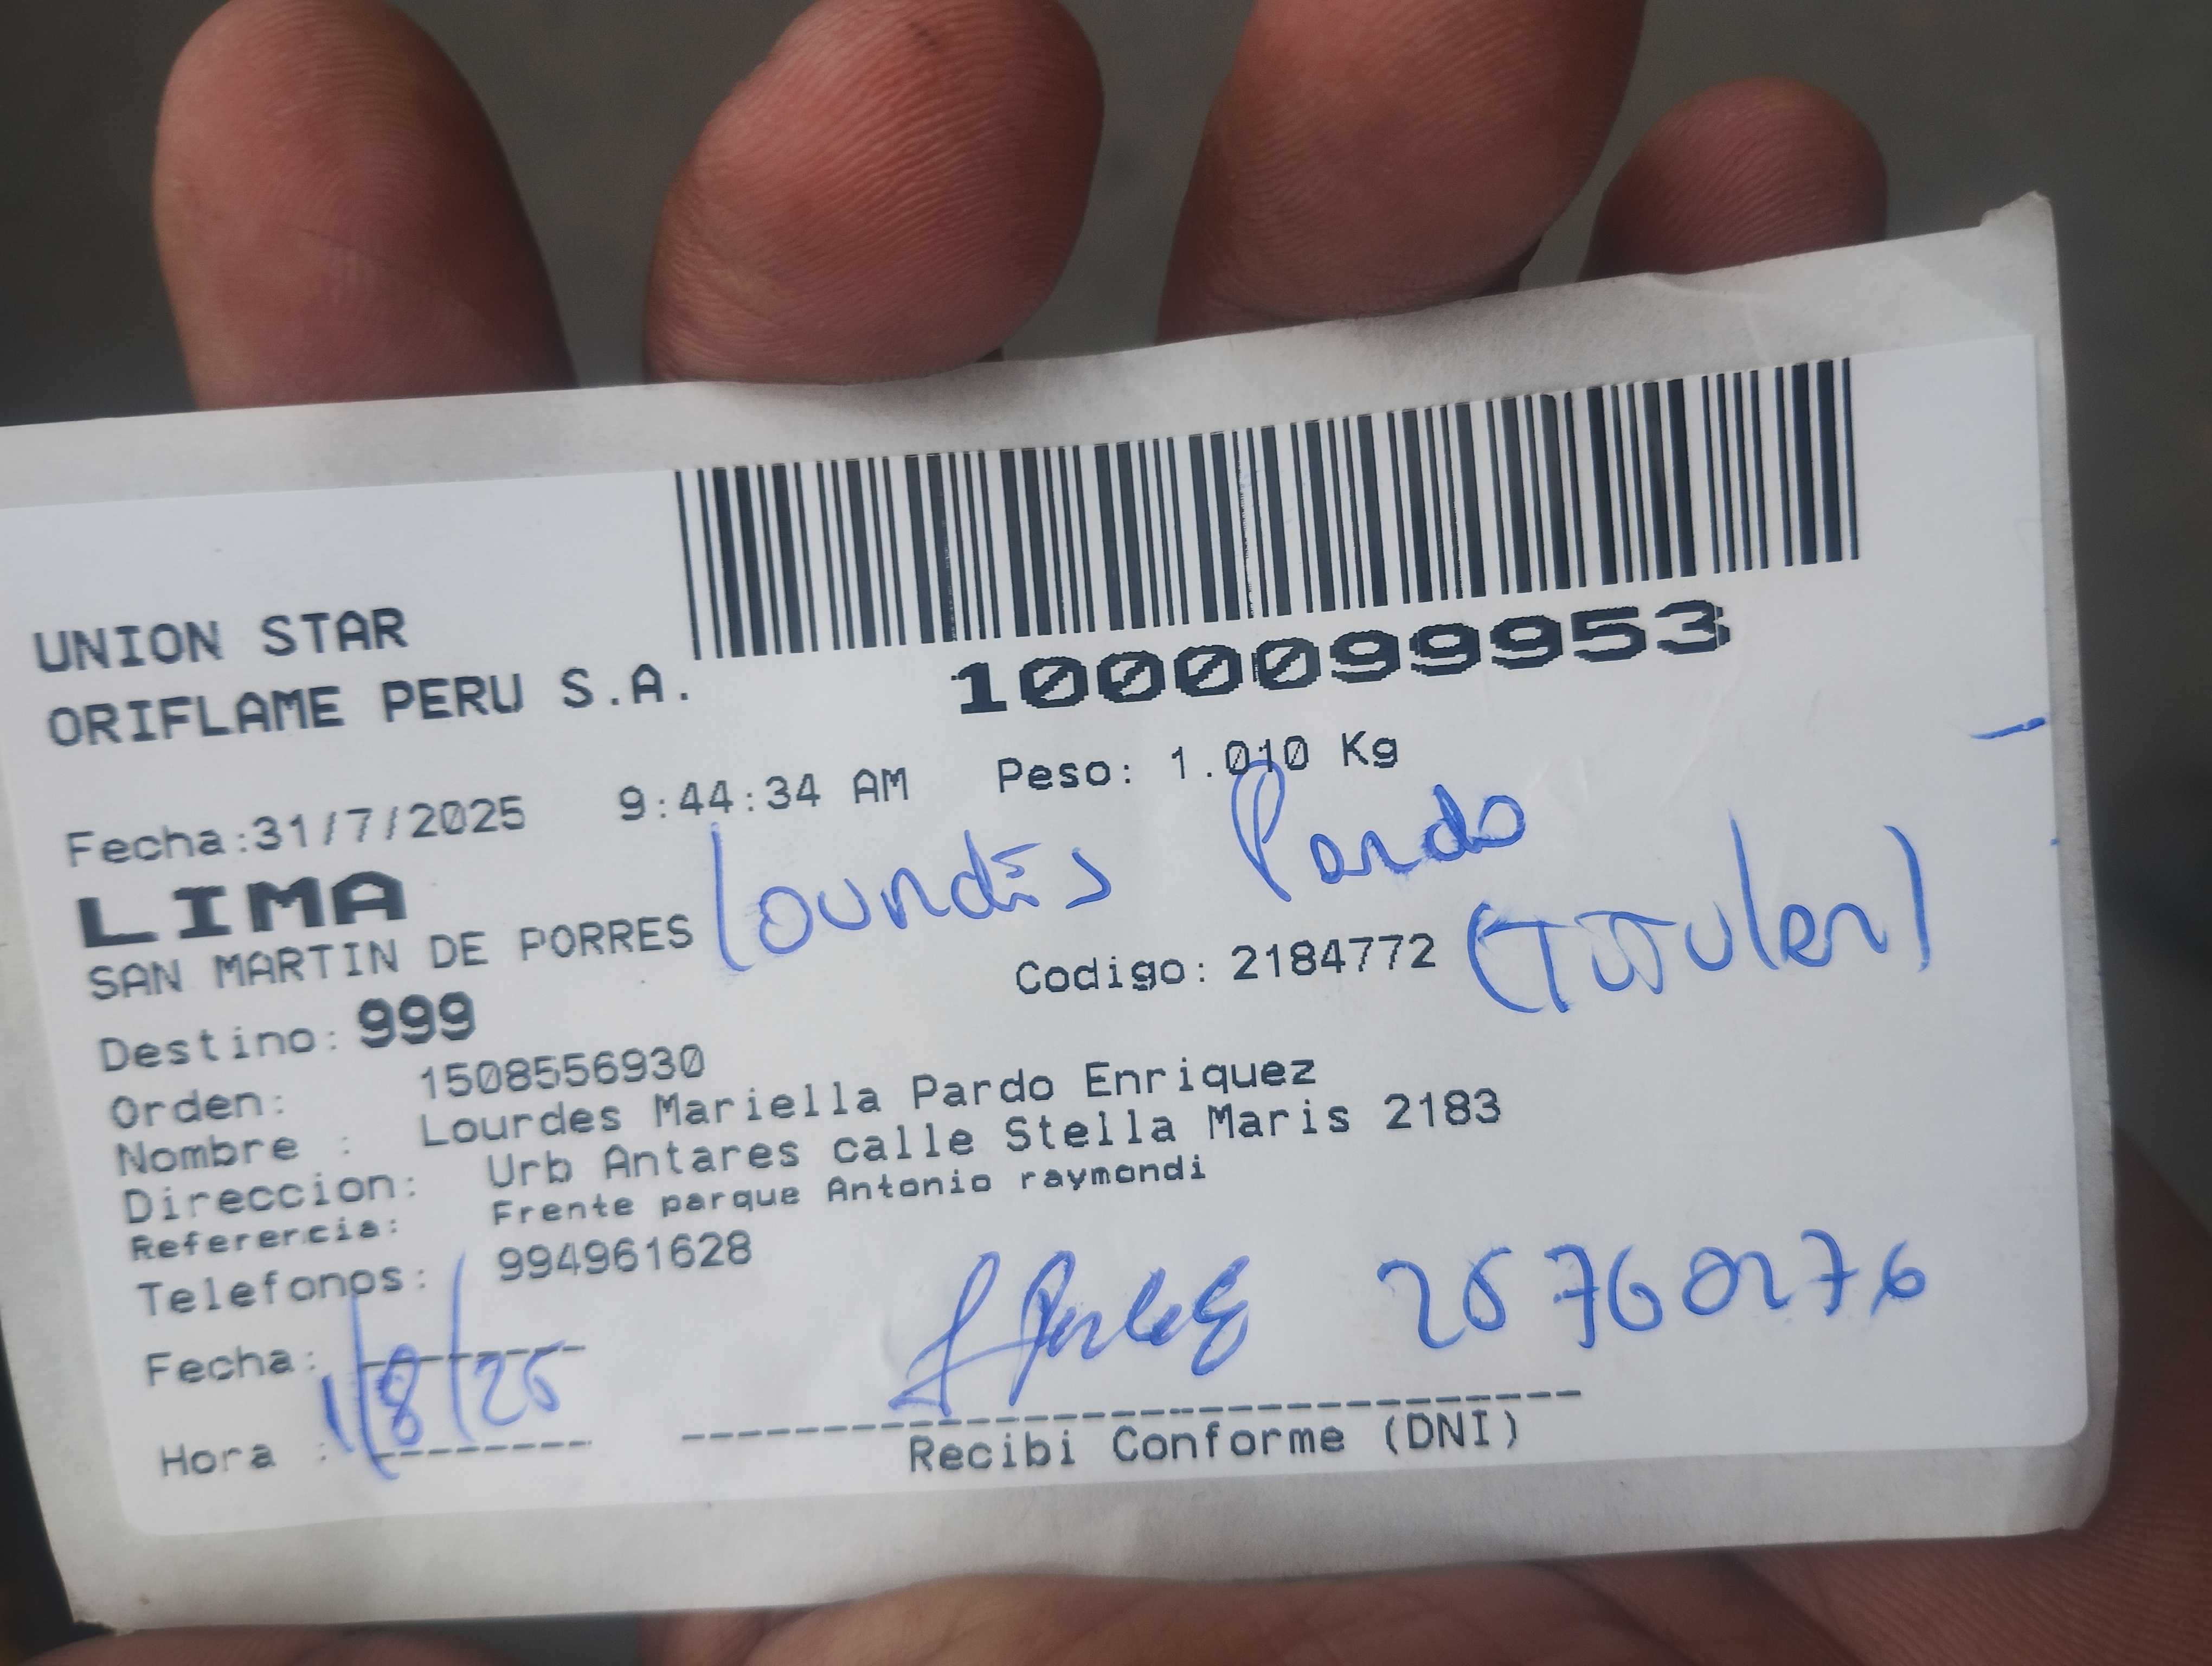 UNION STAR
ORIFLAME PERU S.A.
1000099953
Fecha:31/7/2025 9:44:34 AM Peso: 1.010 Kg
LIMA
Lourdes Pardo
SAN MARTIN DE PORRES
Codigo: 2184772 (TITULAR)
Destino: 999
Orden: 1508556930
Nombre : Lourdes Mariella Pardo Enriquez
Direccion: Urb Antares calle Stella Maris 2183
Referercia: Frente parque Antonio raymondi
Telefonos: 994961628
Fecha: 1/8/25
25760276
Hora :
Recibi Conforme (DNI)